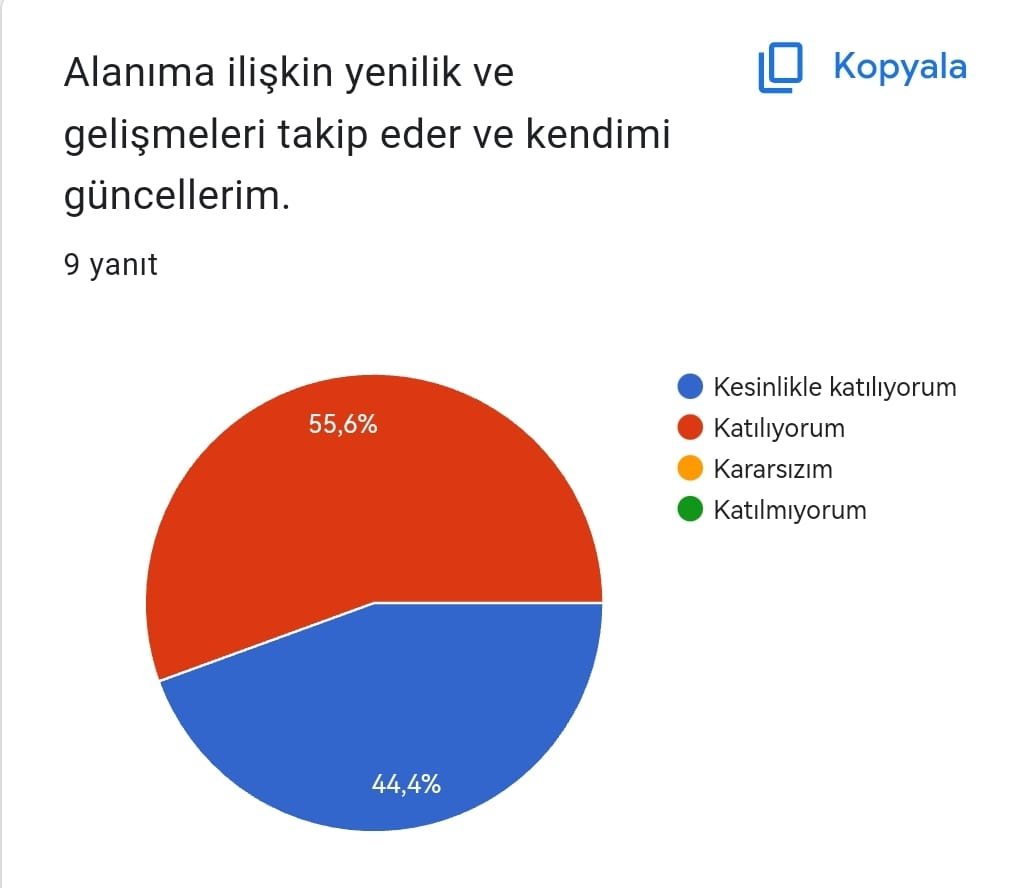 Alanıma ilişkin yenilik ve
gelişmeleri takip eder ve kendimi
güncellerim.
Kopyala
9 yanıt
55,6%
44,4%
Kesinlikle katılıyorum
Katılıyorum
Kararsızım
Katılmıyorum